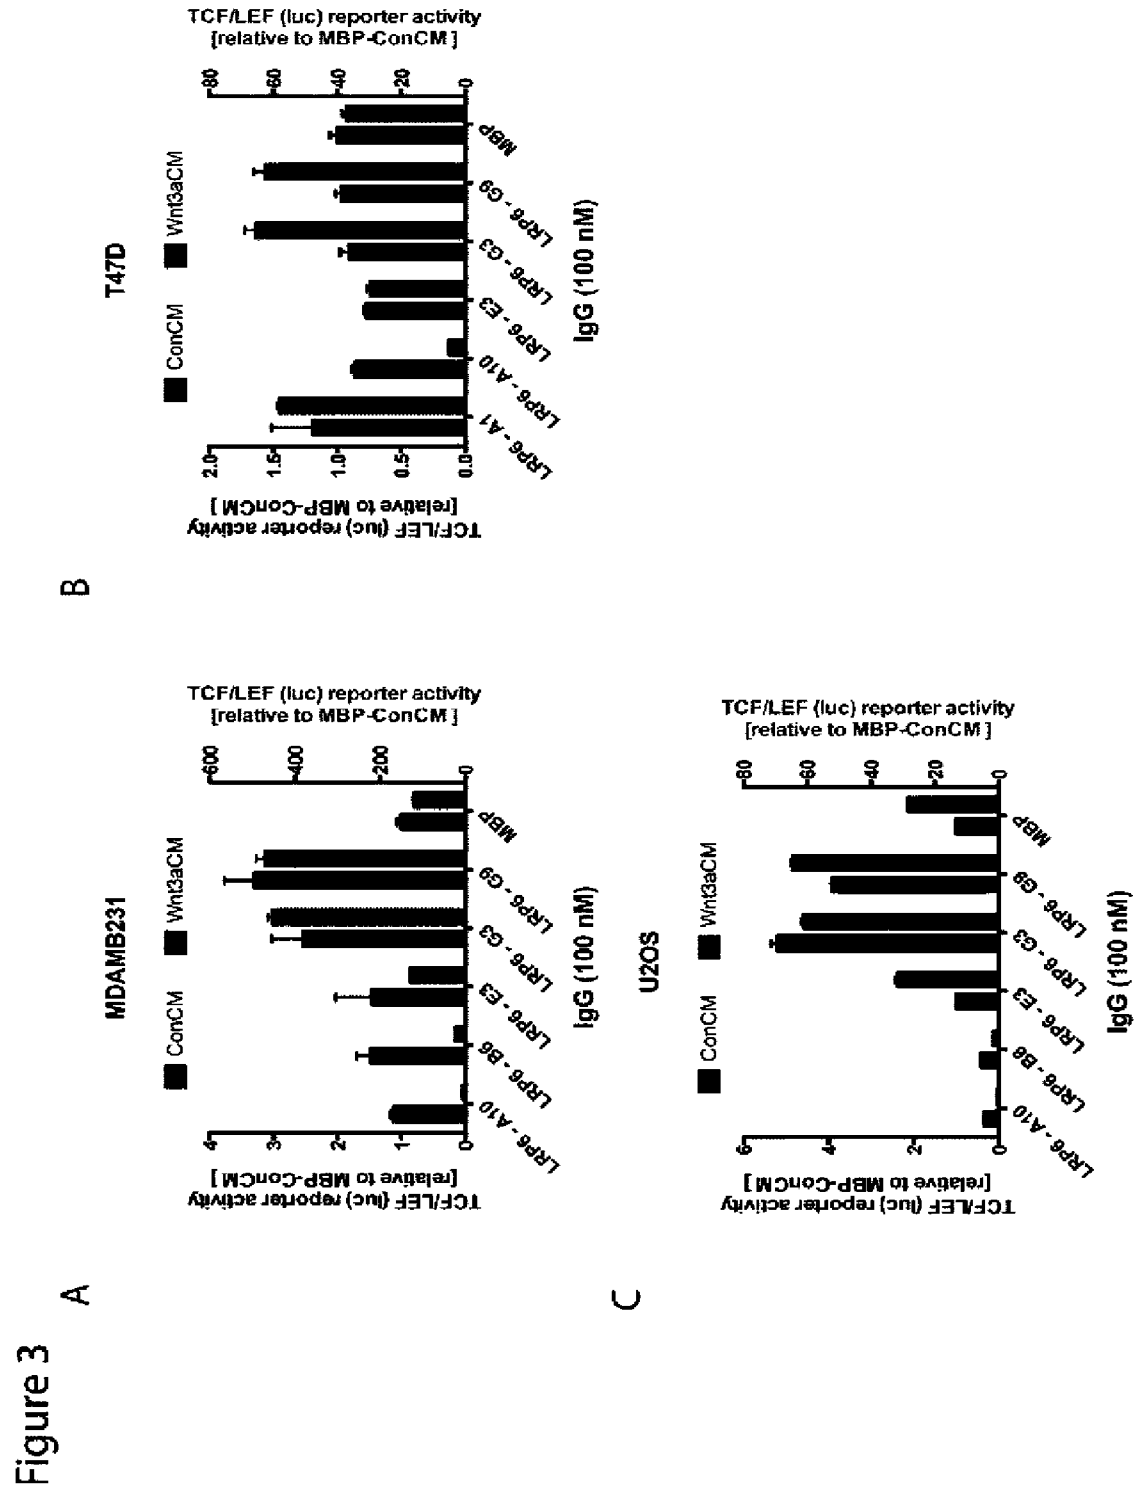 Figure 3
A
MDAMB231
ConCM
Wnt3aCM
TCF/LEF (luc) reporter activity
[relative to MBP-ConCM ]
4
3
2
1
0
TCF/LEF (luc) reporter activity
[relative to MBP-ConCM ]
600
400
200
0
LRP6 - A10
LRP6 - B6
LRP6 - E3
LRP6 - G3
LRP6 - G9
MBP
IgG (100 nM)
B
T47D
ConCM
Wnt3aCM
TCF/LEF (luc) reporter activity
[relative to MBP-ConCM ]
2.0
1.5
1.0
0.5
0.0
TCF/LEF (luc) reporter activity
[relative to MBP-ConCM ]
80
60
40
20
0
LRP6 - A1
LRP6 - A10
LRP6 - E3
LRP6 - G3
LRP6 - G9
MBP
IgG (100 nM)
C
U2OS
ConCM
Wnt3aCM
TCF/LEF (luc) reporter activity
[relative to MBP-ConCM ]
6
4
2
0
TCF/LEF (luc) reporter activity
[relative to MBP-ConCM ]
80
60
40
20
0
LRP6 - A10
LRP6 - B6
LRP6 - E3
LRP6 - G3
LRP6 - G9
MBP
IgG (100 nM)